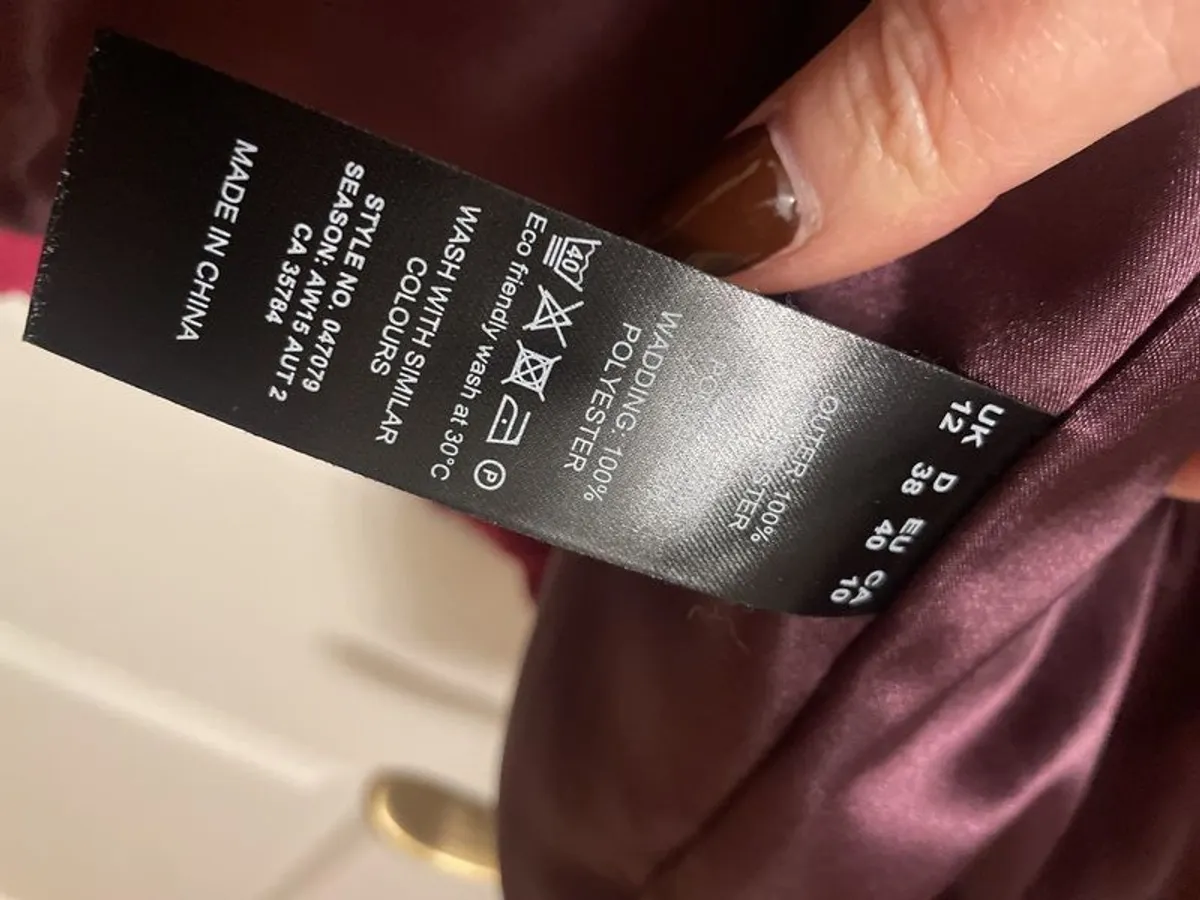 UK D EU CA
12 38 40 10
OUTER: 100%
WADDING: 100%
POLYESTER
40
P
Eco friendly wash at 30°C
WASH WITH SIMILAR
COLOURS
STYLE NO. 047079
SEASON: AW15 AUT 2
CA 35784
MADE IN CHINA